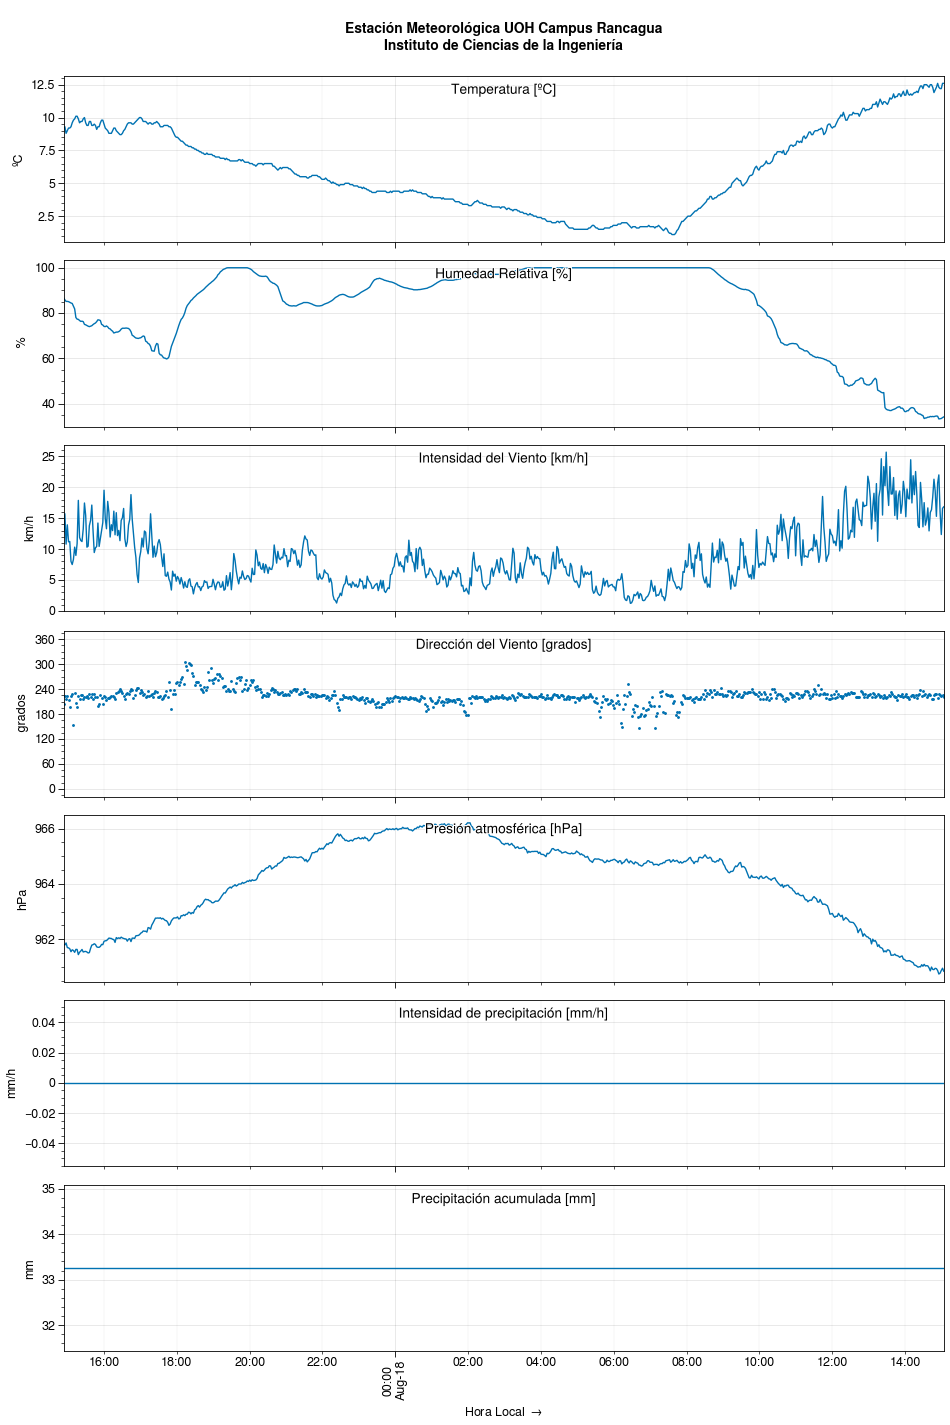 Estación Meteorológica UOH Campus Rancagua
Instituto de Ciencias de la Ingeniería
Temperatura [ºC]
ºC
12.5
10
7.5
5
2.5
Humedad Relativa [%]
%
100
80
60
40
Intensidad del Viento [km/h]
km/h
25
20
15
10
5
0
Dirección del Viento [grados]
grados
360
300
240
180
120
60
0
Presión atmosférica [hPa]
hPa
966
964
962
Intensidad de precipitación [mm/h]
mm/h
0.04
0.02
0
−0.02
−0.04
Precipitación acumulada [mm]
mm
35
34
33
32
16:00 18:00 20:00 22:00 00:00 02:00 04:00 06:00 08:00 10:00 12:00 14:00
Aug-18
Hora Local →